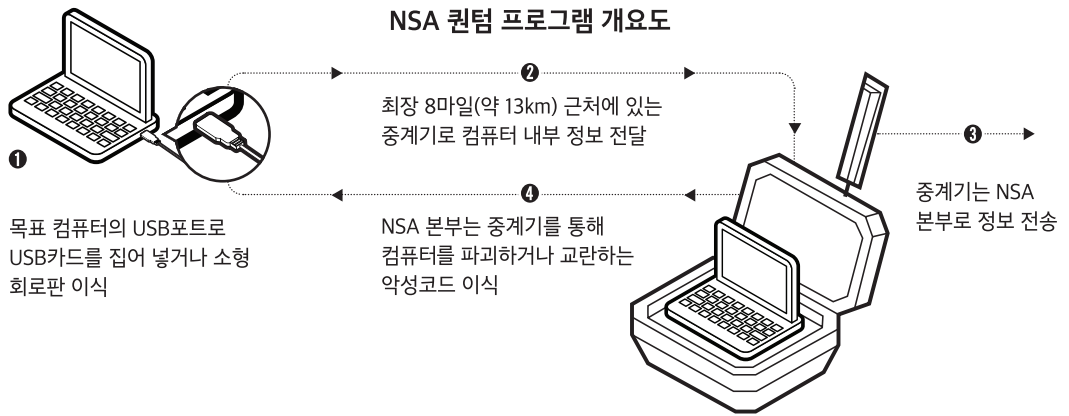 NSA 퀀텀 프로그램 개요도
❶
목표 컴퓨터의 USB포트로
USB카드를 집어 넣거나 소형
회로판 이식
❷
최장 8마일(약 13km) 근처에 있는
중계기로 컴퓨터 내부 정보 전달
❸
중계기는 NSA
본부로 정보 전송
❹
NSA 본부는 중계기를 통해
컴퓨터를 파괴하거나 교란하는
악성코드 이식